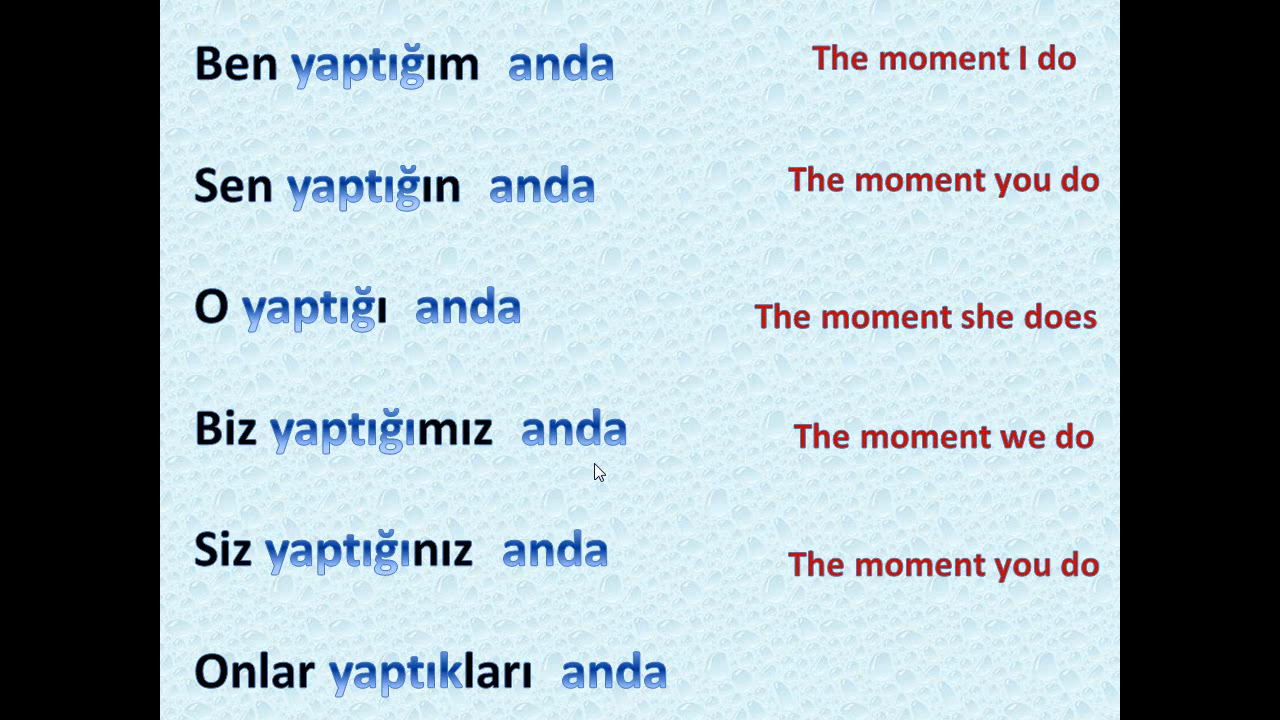 Ben yaptığım anda The moment I do
Sen yaptığın anda The moment you do
O yaptığı anda The moment she does
Biz yaptığımız anda The moment we do
Siz yaptığınız anda The moment you do
Onlar yaptıkları anda